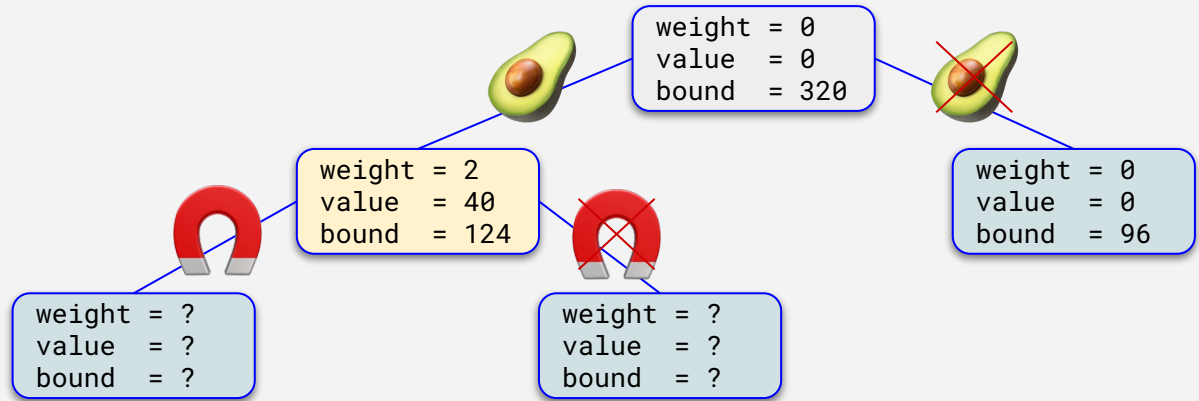 weight = 0
value  = 0
bound  = 320
weight = 2
value  = 40
bound  = 124
weight = 0
value  = 0
bound  = 96
weight = ?
value  = ?
bound  = ?
weight = ?
value  = ?
bound  = ?